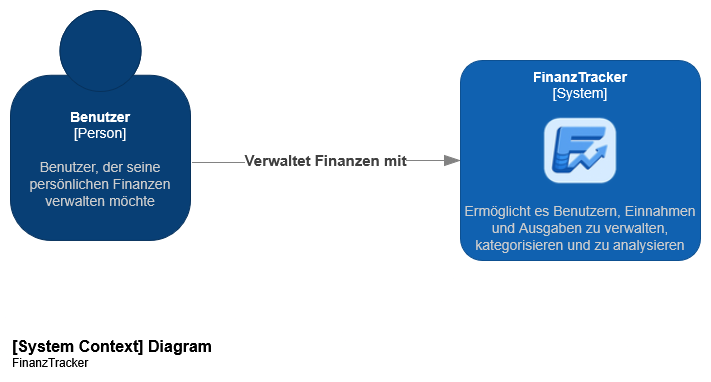 Benutzer
[Person]
Benutzer, der seine
persönlichen Finanzen
verwalten möchte
Verwaltet Finanzen mit
FinanzTracker
[System]
Ermöglicht es Benutzern, Einnahmen
und Ausgaben zu verwalten,
kategorisieren und zu analysieren
[System Context] Diagram
FinanzTracker